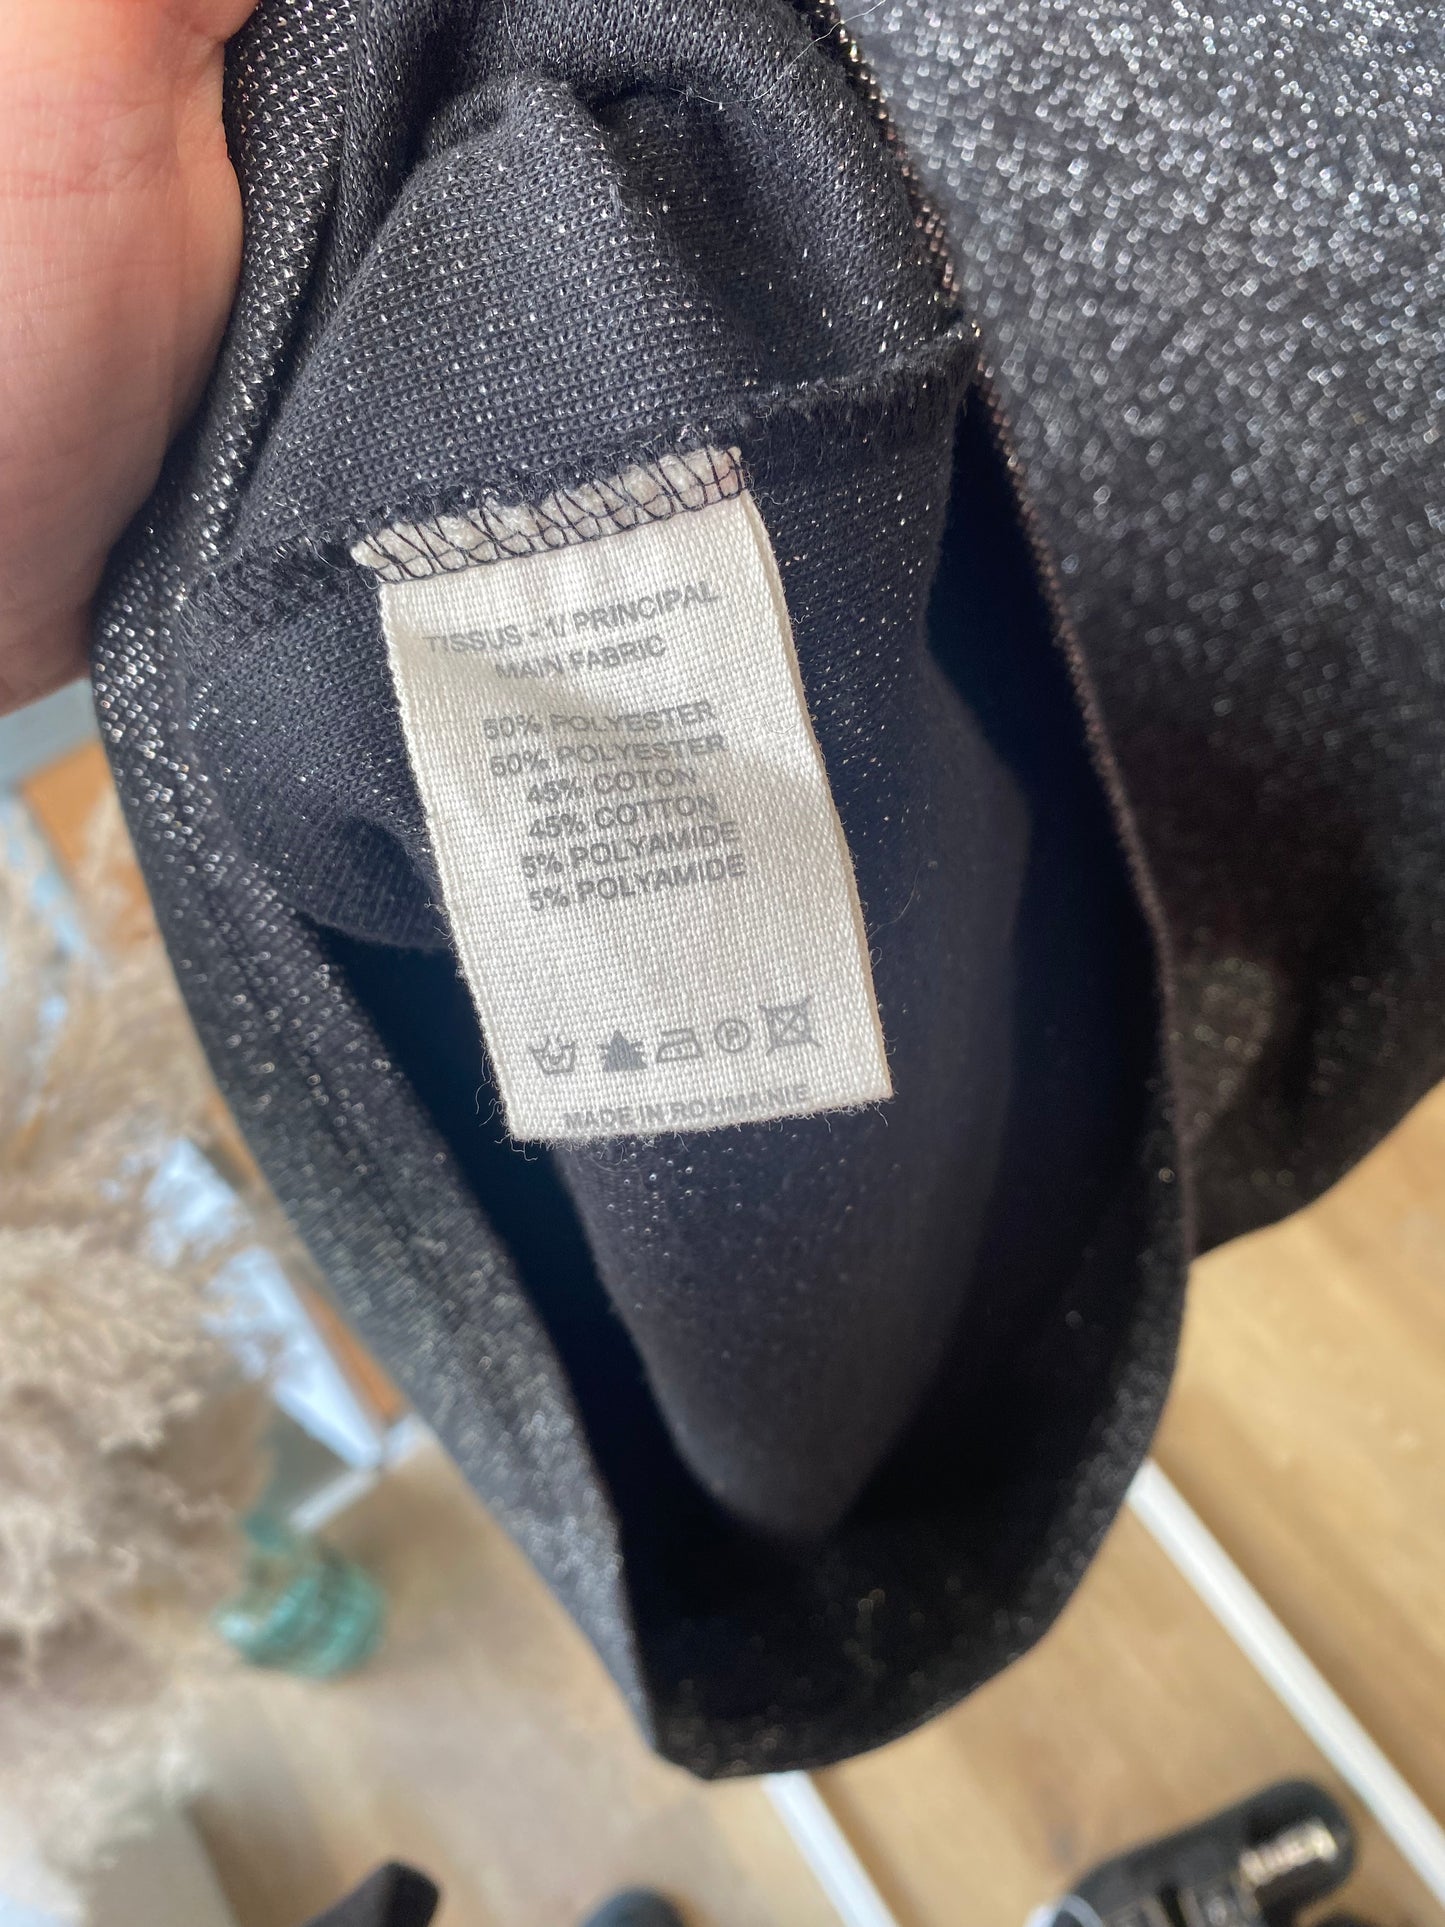 TISSUS - 1/ PRINCIPAL
MAIN FABRIC
50% POLYESTER
50% POLYESTER
45% COTON
45% COTTON
5% POLYAMIDE
5% POLYAMIDE
P
MADE IN ROUMANIE